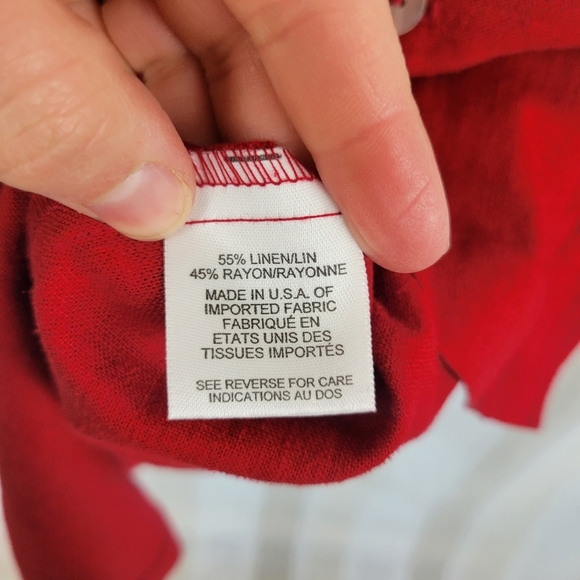 55% LINEN/LIN
45% RAYON/RAYONNE
MADE IN U.S.A. OF
IMPORTED FABRIC
FABRIQUÉ EN
ETATS UNIS DES
TISSUES IMPORTÉS
SEE REVERSE FOR CARE
INDICATIONS AU DOS